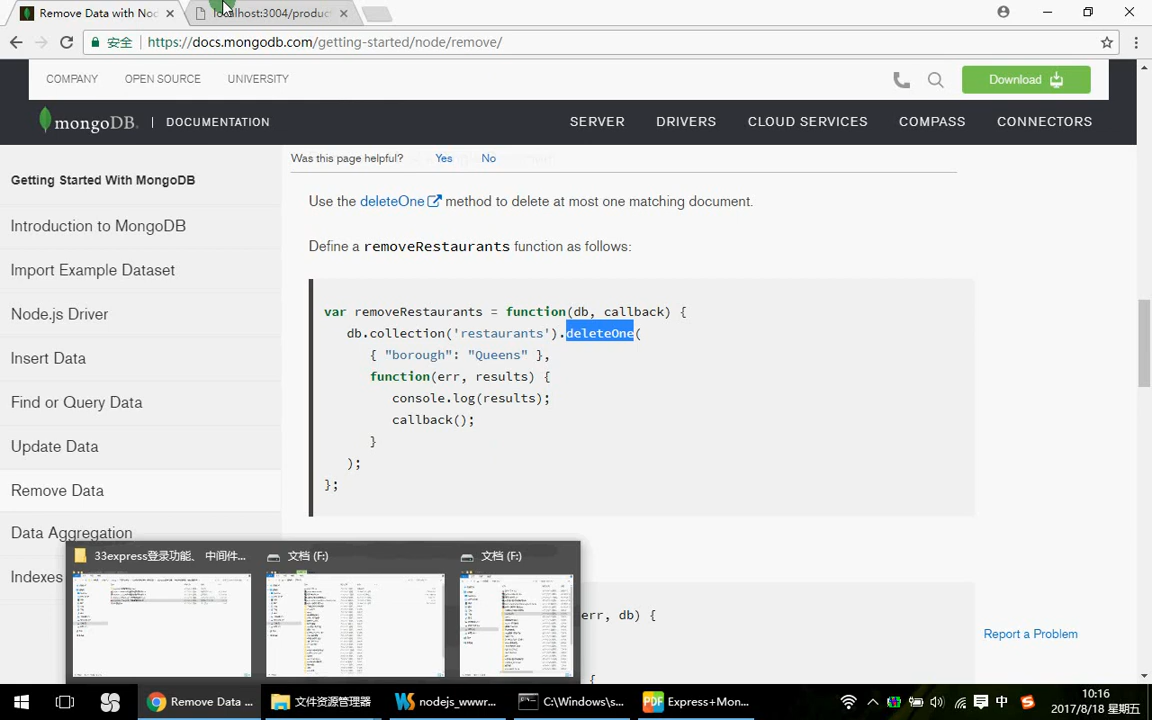 Remove Data with Noc
localhost:3004/produc
安全
https://docs.mongodb.com/getting-started/node/remove/
COMPANY
OPEN SOURCE
UNIVERSITY
Download
mongoDB.
DOCUMENTATION
SERVER
DRIVERS
CLOUD SERVICES
COMPASS
CONNECTORS
Was this page helpful? Yes No
Getting Started With MongoDB
Introduction to MongoDB
Import Example Dataset
Node.js Driver
Insert Data
Find or Query Data
Update Data
Remove Data
Data Aggregation
Indexes
Use the deleteOne method to delete at most one matching document.
Define a removeRestaurants function as follows:
var removeRestaurants = function(db, callback) {
db.collection('restaurants').deleteOne(
{ "borough": "Queens" },
function(err, results) {
console.log(results);
callback();
}
);
};
err, db) {
{
Report a Problem
33express登录功能、 中间件...
文档 (F:)
文档 (F:)
Remove Data ...
文件资源管理器
nodejs_wwwr...
C:\Windows\s...
Express+Mon...
中
10:16
2017/8/18 星期五